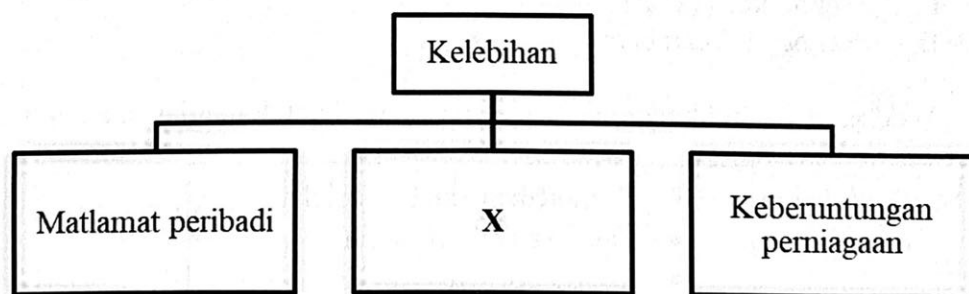 Kelebihan
Matlamat peribadi
X
Keberuntungan
perniagaan